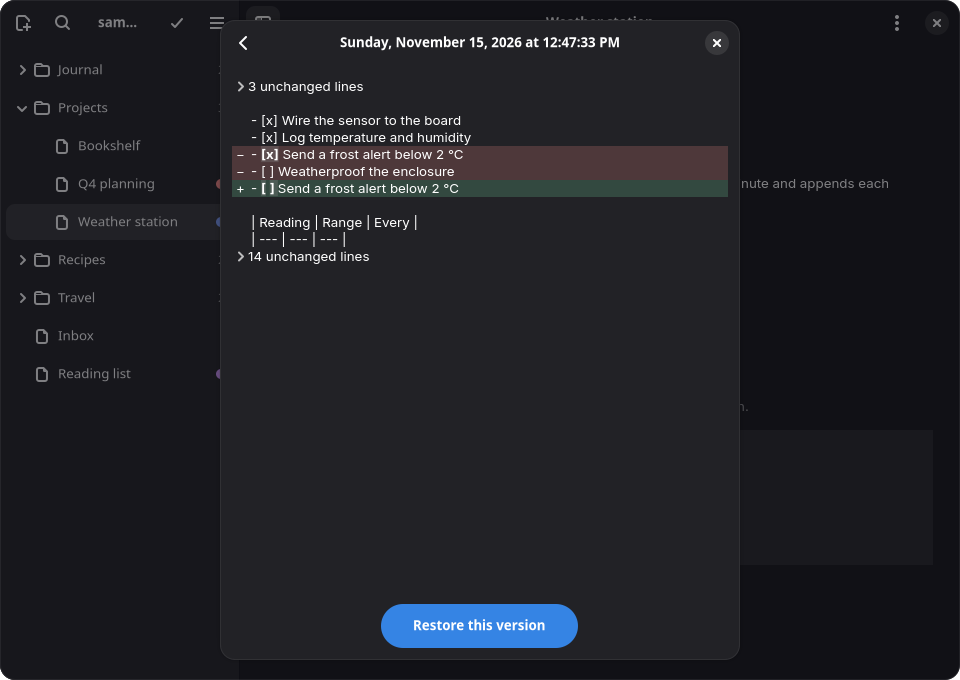 sam...
Weather station
Sunday, November 15, 2026 at 12:47:33 PM
Journal
Projects
Bookshelf
Q4 planning
Weather station
Recipes
Travel
Inbox
Reading list
3 unchanged lines
- [x] Wire the sensor to the board
- [x] Log temperature and humidity
− - [x] Send a frost alert below 2 °C
− - [ ] Weatherproof the enclosure
+ - [ ] Send a frost alert below 2 °C
| Reading | Range | Every |
| --- | --- | --- |
14 unchanged lines
nute and appends each
n.
Restore this version